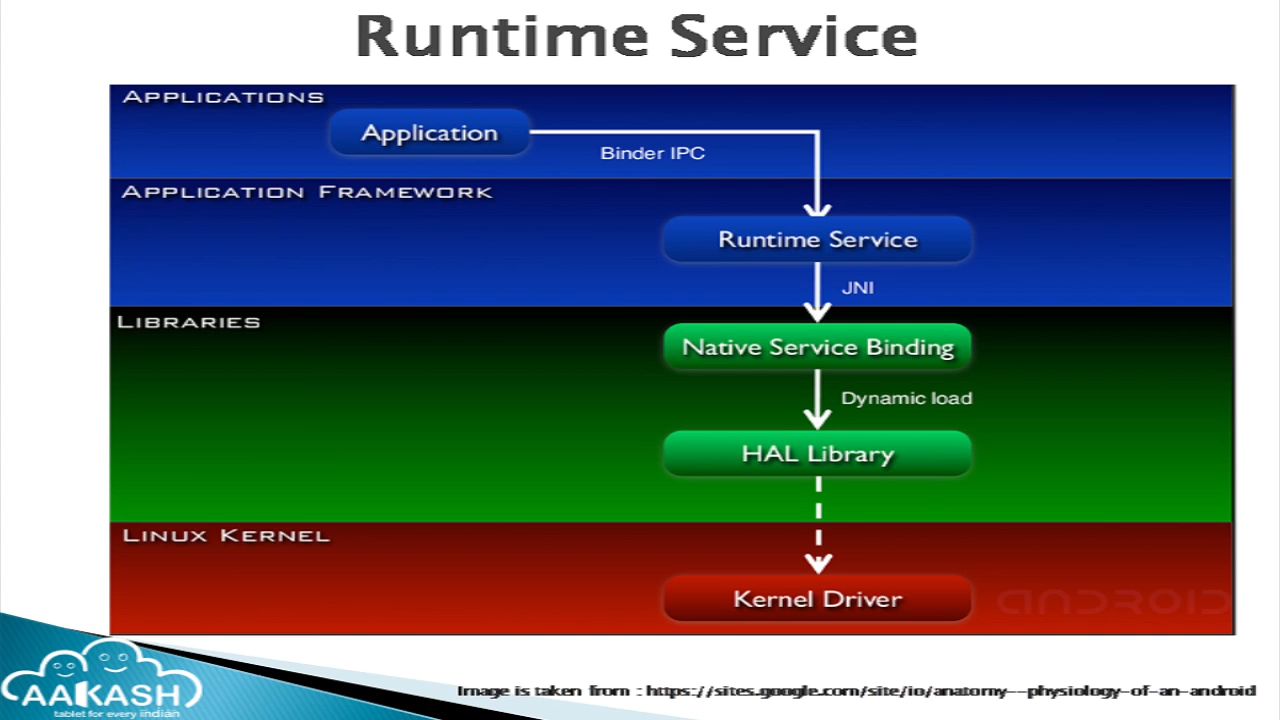 Runtime Service
APPLICATIONS
Application
Binder IPC
APPLICATION FRAMEWORK
Runtime Service
JNI
LIBRARIES
Native Service Binding
Dynamic load
HAL Library
LINUX KERNEL
Kernel Driver
ANDROID
AAKASH
tablet for every indian
Image is taken from : https://sites.google.com/site/io/anatomy--physiology-of-an-android